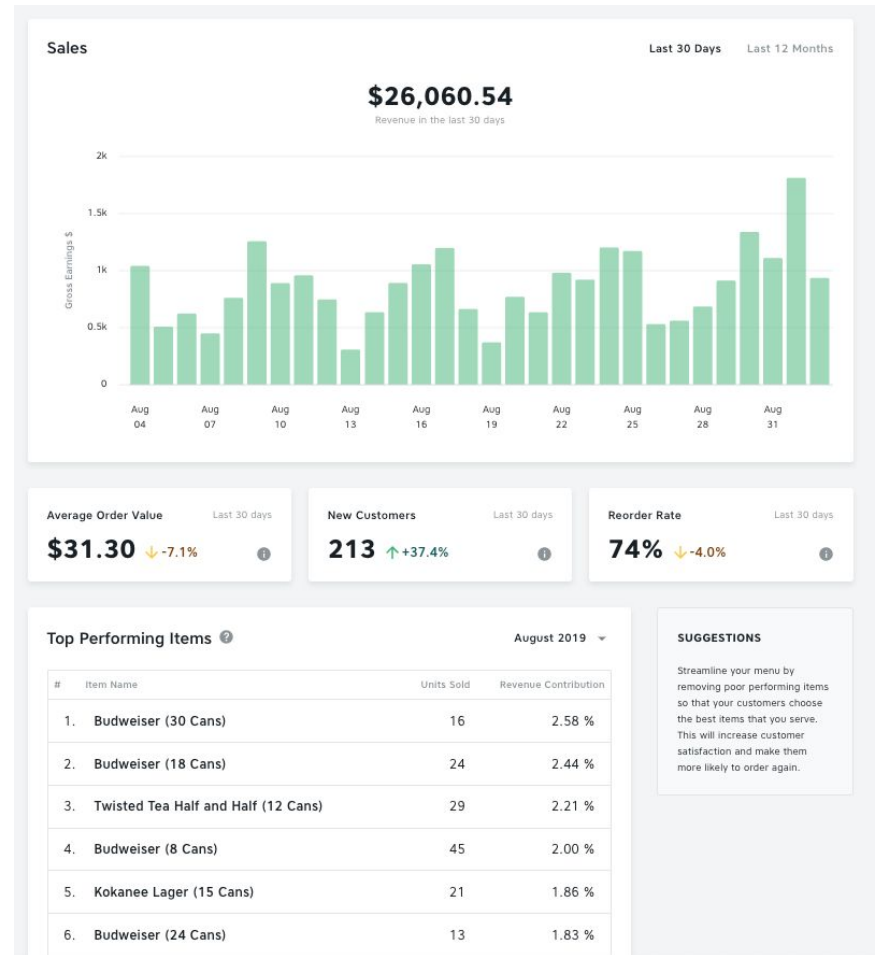 Sales
Last 30 Days Last 12 Months
$26,060.54
Revenue in the last 30 days
Gross Earnings $
2k
1.5k
1k
0.5k
0
Aug Aug Aug Aug Aug Aug Aug Aug Aug Aug
04 07 10 13 16 19 22 25 28 31
Average Order Value Last 30 days
$31.30 -7.1%
New Customers Last 30 days
213 +37.4%
Reorder Rate Last 30 days
74% -4.0%
Top Performing Items ? August 2019
# Item Name Units Sold Revenue Contribution
1. Budweiser (30 Cans) 16 2.58 %
2. Budweiser (18 Cans) 24 2.44 %
3. Twisted Tea Half and Half (12 Cans) 29 2.21 %
4. Budweiser (8 Cans) 45 2.00 %
5. Kokanee Lager (15 Cans) 21 1.86 %
6. Budweiser (24 Cans) 13 1.83 %
SUGGESTIONS
Streamline your menu by
removing poor performing items
so that your customers choose
the best items that you serve.
This will increase customer
satisfaction and make them
more likely to order again.